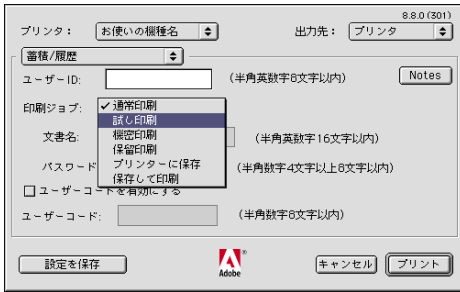 8.8.0 (301)
プリンタ： お使いの機種名 出力先： プリンタ
蓄積/履歴
ユーザーID: (半角英数字8文字以内) Notes
印刷ジョブ: ✓通常印刷
試し印刷
文書名: 機密印刷 (半角英数字16文字以内)
保留印刷
パスワード プリンターに保存 (半角数字4文字以上8文字以内)
保存して印刷
ユーザーコードを有効にする
ユーザーコード: (半角数字8文字以内)
設定を保存 Adobe キャンセル プリント